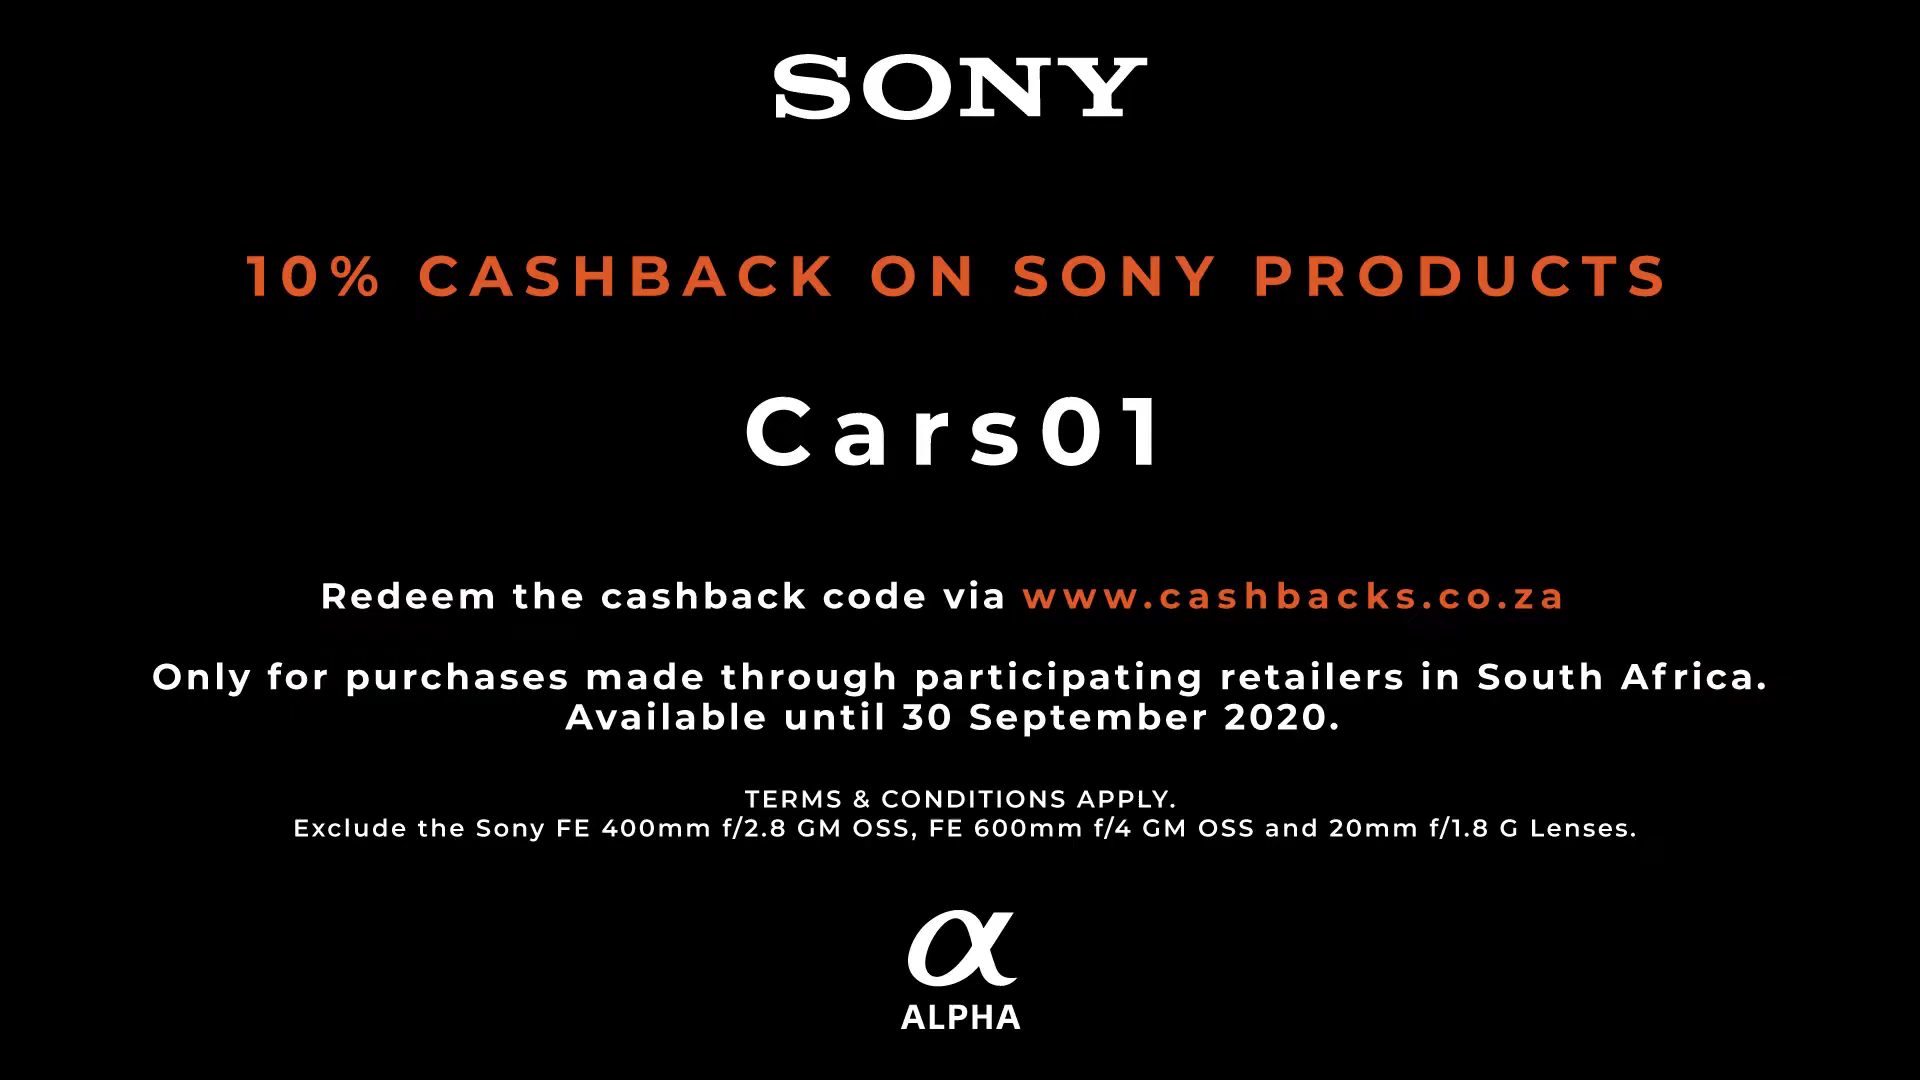 SONY
10% CASHBACK ON SONY PRODUCTS
Cars01
Redeem the cashback code via www.cashbacks.co.za
Only for purchases made through participating retailers in South Africa.
Available until 30 September 2020.
TERMS & CONDITIONS APPLY.
Exclude the Sony FE 400mm f/2.8 GM OSS, FE 600mm f/4 GM OSS and 20mm f/1.8 G Lenses.
α
ALPHA